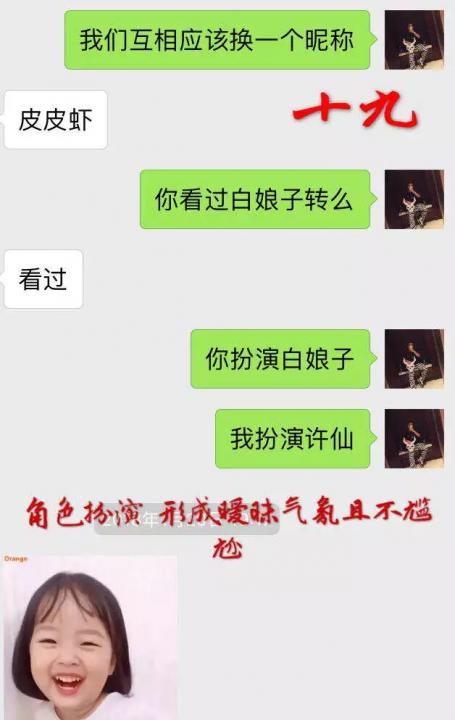 我们互相应该换一个昵称
十九
皮皮虾
你看过白娘子转么
看过
你扮演白娘子
我扮演许仙
角色扮演 形成暧昧气氛且不尴
尬
Orange